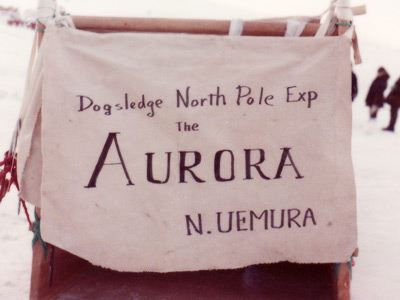 Dogsledge North Pole Exp
The
AURORA
N.UEMURA